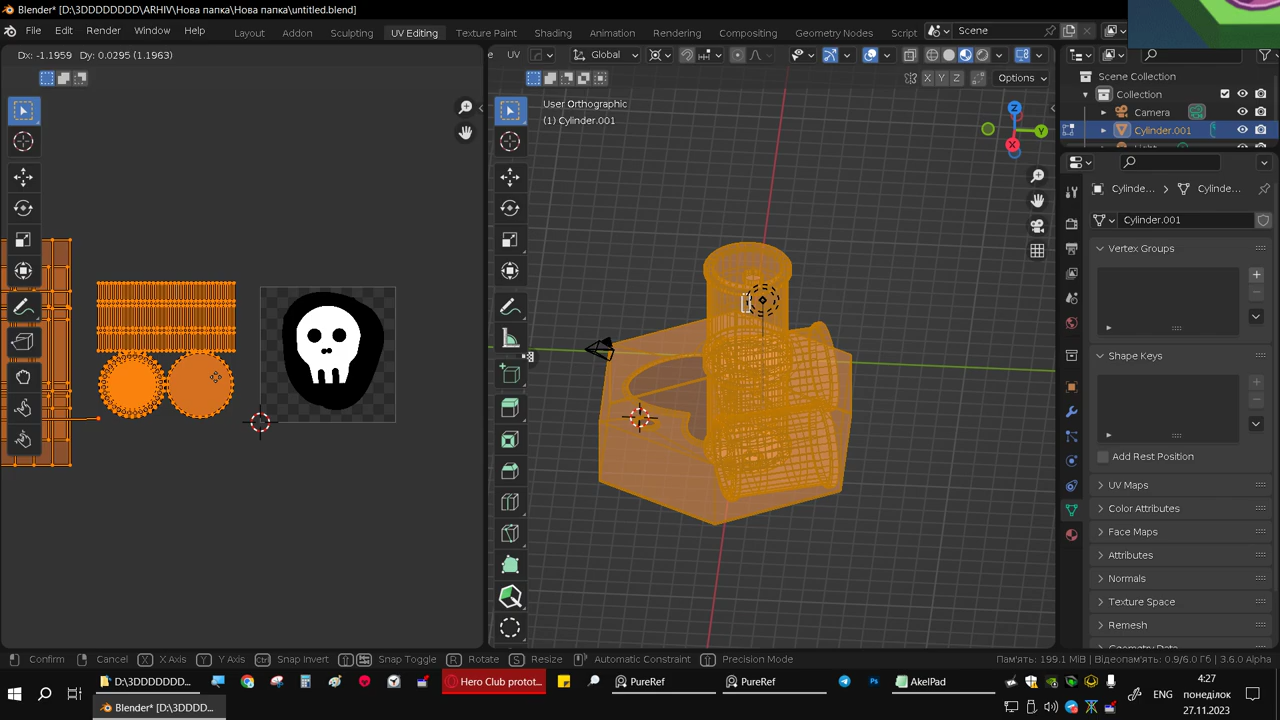 Blender* [D:\3DDDDDDDD\ARHIV\Нова папка\Нова папка\untitled.blend]
File Edit Render Window Help Layout Addon Sculpting UV Editing Texture Paint Shading Animation Rendering Compositing Geometry Nodes Scene
Dx: -1.1959 Dy: 0.0295 (1.1963) UV Global
X Y Z Options
Scene Collection
Collection
Camera
Cylinder.001
User Orthographic
(1) Cylinder.001
Z
Y
X
Cylinde... Cylinde...
Cylinder.001
Vertex Groups
Shape Keys
Add Rest Position
UV Maps
Color Attributes
Face Maps
Attributes
Normals
Texture Space
Remesh
Geometry Data
Confirm Cancel X X Axis Y Y Axis Ctrl Snap Invert Snap Toggle R Rotate S Resize Automatic Constraint Precision Mode Пам'ять: 199.1 MiB | Відеопам'ять: 0.9/6.0 Гб | 3.6.0 Alpha
D:\3DDDDDDD... Hero Club protot... PureRef PureRef Ps AkelPad
4:27
ENG понеділок
27.11.2023
Blender* [D:\3DDDD...